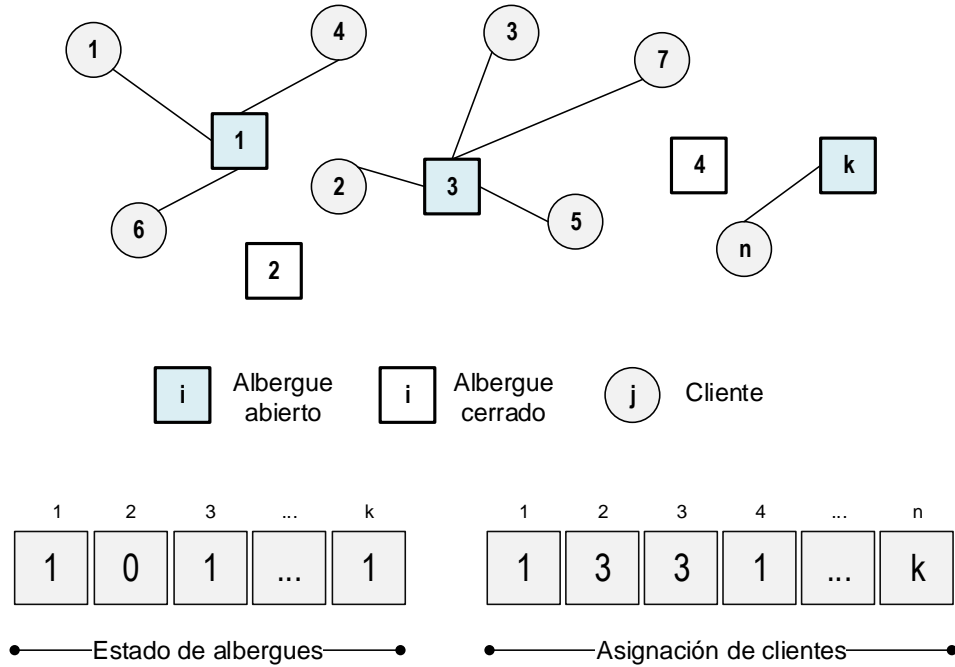 1
4
3
7
1
2
3
4
k
6
5
n
2
i
Albergue
abierto
i
Albergue
cerrado
j
Cliente
1 2 3 ... k
1 0 1 ... 1
Estado de albergues
1 2 3 4 ... n
1 3 3 1 ... k
Asignación de clientes